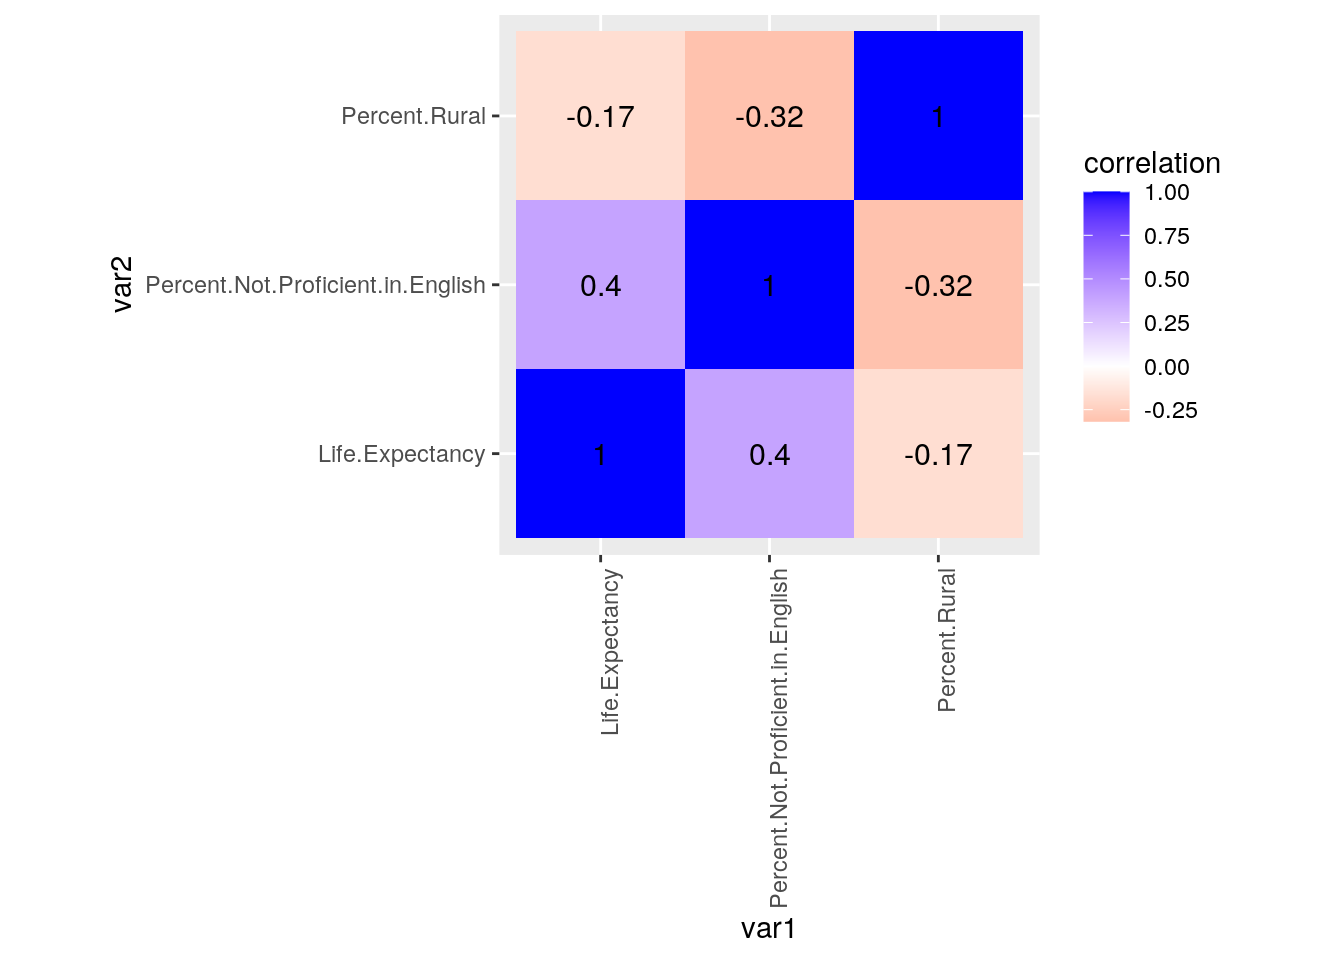 Percent.Rural
-0.17
-0.32
1
correlation
1.00
0.75
0.50
0.25
0.00
-0.25
var2
Percent.Not.Proficient.in.English
0.4
1
-0.32
Life.Expectancy
1
0.4
-0.17
Life.Expectancy
Percent.Not.Proficient.in.English
Percent.Rural
var1